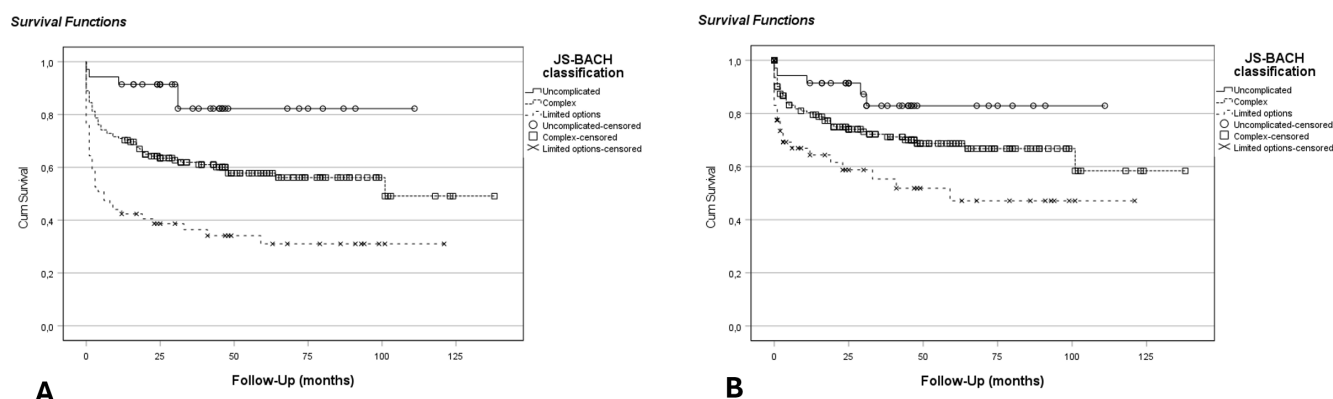 Survival Functions
1,0
0,8
0,6
0,4
0,2
0,0
Cum Survival
0
25
50
75
100
125
Follow-Up (months)
JS-BACH
classification
Uncomplicated
Complex
Limited options
Uncomplicated-censored
Complex-censored
Limited options-censored
A
Survival Functions
1,0
0,8
0,6
0,4
0,2
0,0
Cum Survival
0
25
50
75
100
125
Follow-Up (months)
JS-BACH
classification
Uncomplicated
Complex
Limited options
Uncomplicated-censored
Complex-censored
Limited options-censored
B